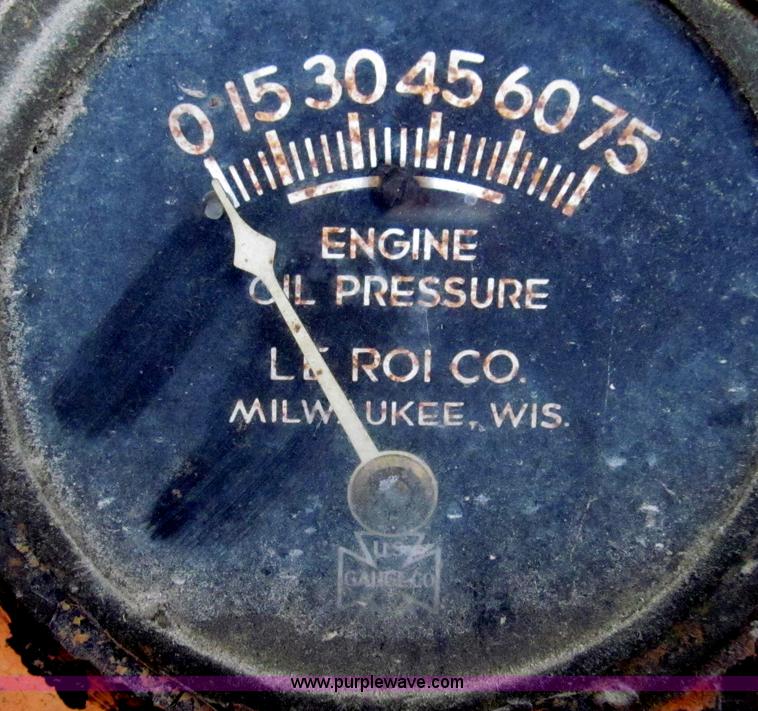 0 15 30 45 60 75
ENGINE
OIL PRESSURE
LE ROI CO.
MILWAUKEE, WIS.
U.S.
GAUGE CO.
www.purplewave.com